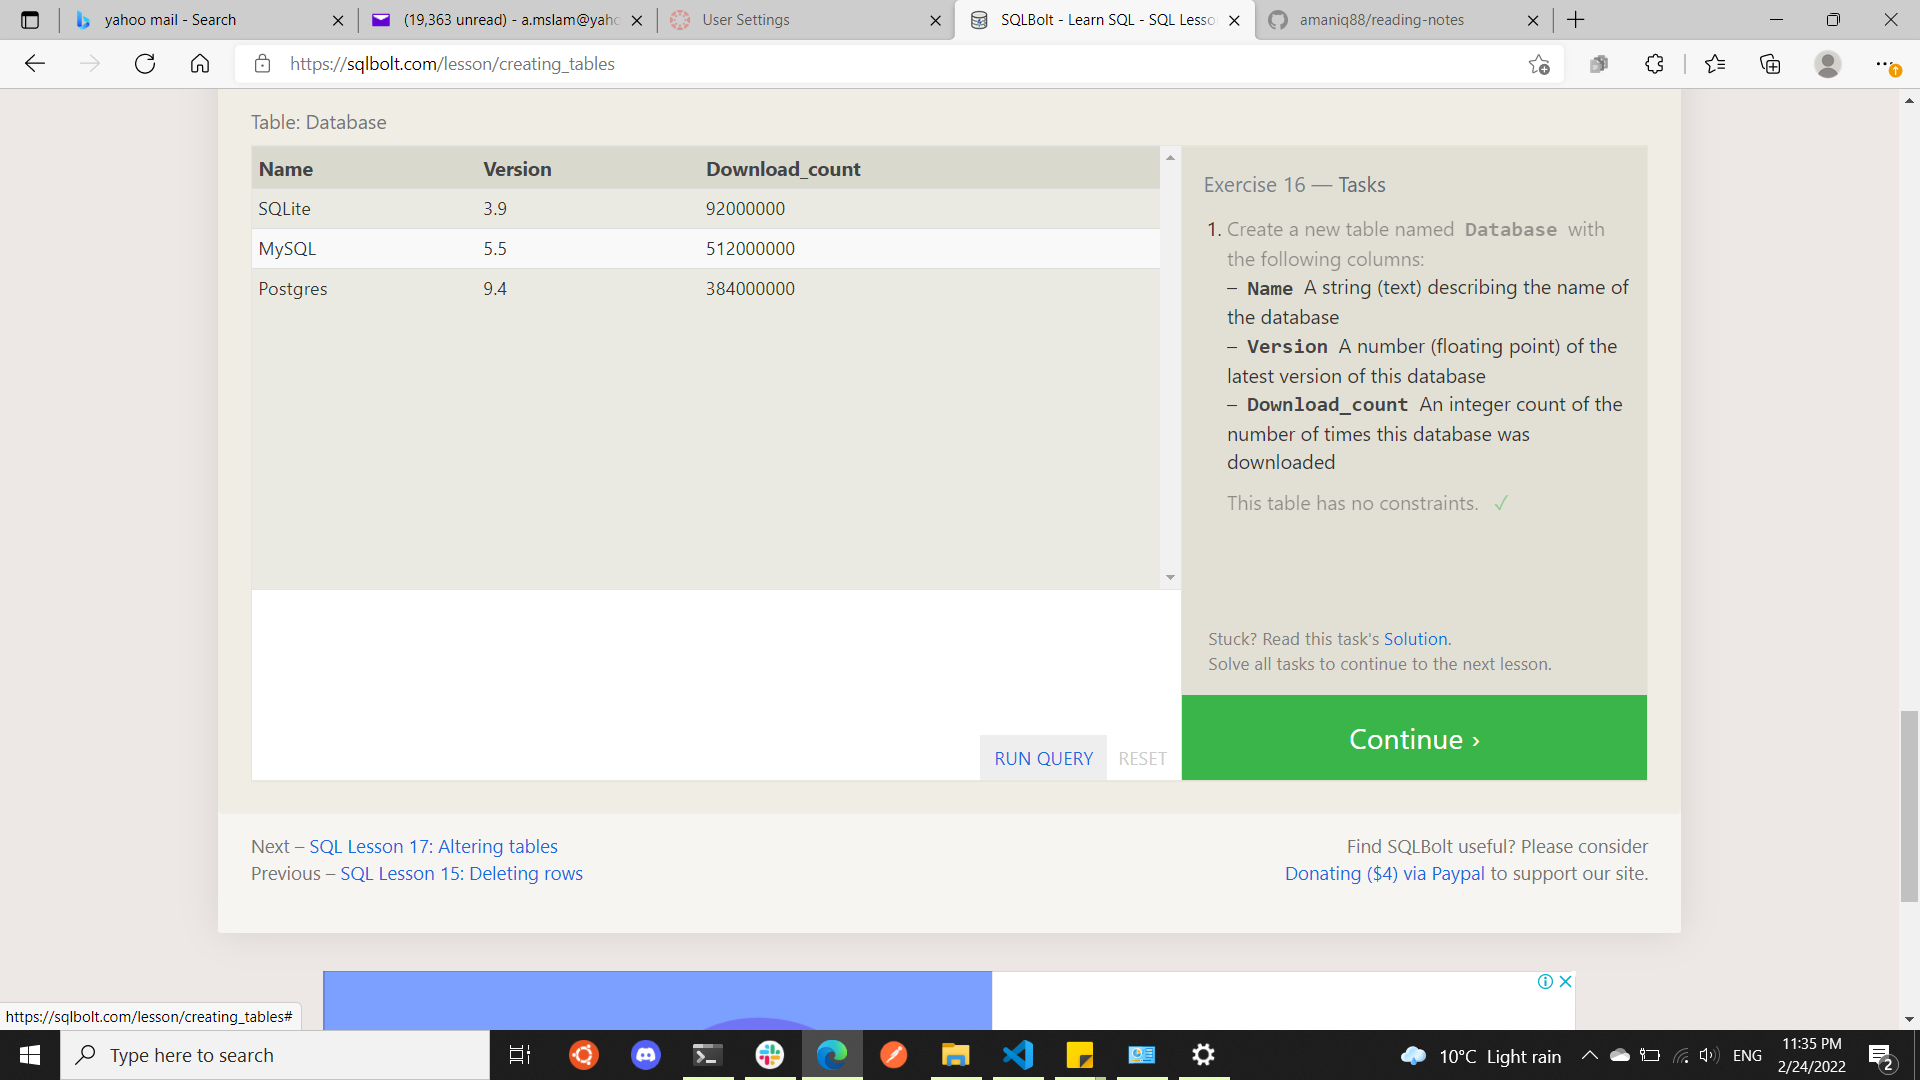 yahoo mail - Search
(19,363 unread) - a.mslam@yaho
User Settings
SQLBolt - Learn SQL - SQL Lesso
amaniq88/reading-notes
https://sqlbolt.com/lesson/creating_tables
Table: Database
Name Version Download_count
SQLite 3.9 92000000
MySQL 5.5 512000000
Postgres 9.4 384000000
Exercise 16 — Tasks
1. Create a new table named Database with
the following columns:
– Name A string (text) describing the name of
the database
– Version A number (floating point) of the
latest version of this database
– Download_count An integer count of the
number of times this database was
downloaded
This table has no constraints. ✓
Stuck? Read this task's Solution.
Solve all tasks to continue to the next lesson.
RUN QUERY RESET
Continue ›
Next – SQL Lesson 17: Altering tables
Previous – SQL Lesson 15: Deleting rows
Find SQLBolt useful? Please consider
Donating ($4) via Paypal to support our site.
https://sqlbolt.com/lesson/creating_tables#
Type here to search
10°C Light rain
ENG
11:35 PM
2/24/2022
2